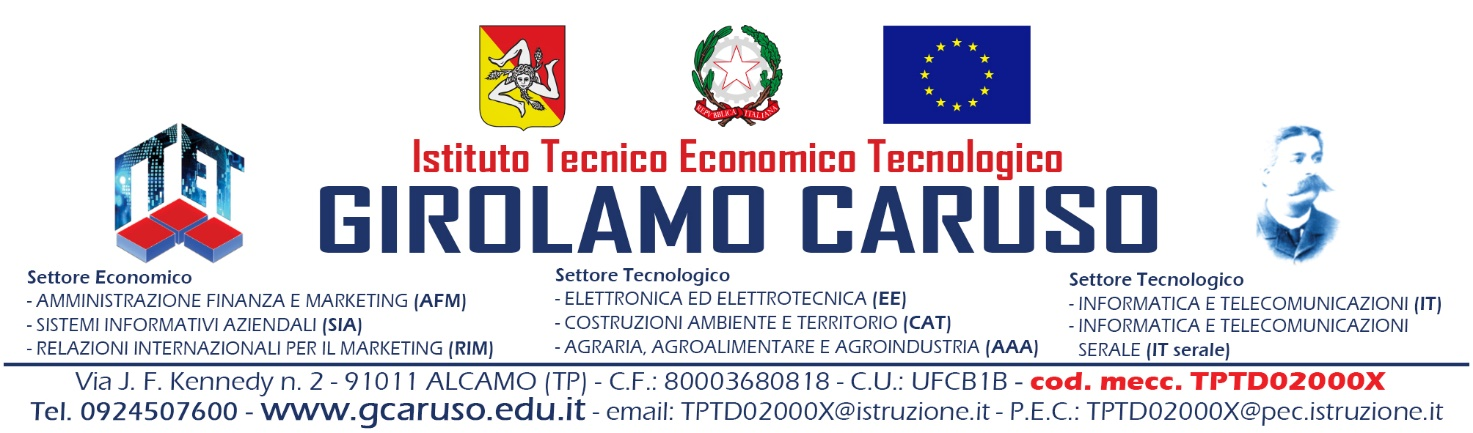 REPVBBLICA ITALIANA
Istituto Tecnico Economico Tecnologico
GIROLAMO CARUSO
Settore Economico
- AMMINISTRAZIONE FINANZA E MARKETING (AFM)
- SISTEMI INFORMATIVI AZIENDALI (SIA)
- RELAZIONI INTERNAZIONALI PER IL MARKETING (RIM)
Settore Tecnologico
- ELETTRONICA ED ELETTROTECNICA (EE)
- COSTRUZIONI AMBIENTE E TERRITORIO (CAT)
- AGRARIA, AGROALIMENTARE E AGROINDUSTRIA (AAA)
Settore Tecnologico
- INFORMATICA E TELECOMUNICAZIONI (IT)
- INFORMATICA E TELECOMUNICAZIONI
SERALE (IT serale)
Via J. F. Kennedy n. 2 - 91011 ALCAMO (TP) - C.F.: 80003680818 - C.U.: UFCB1B - cod. mecc. TPTD02000X
Tel. 0924507600 - www.gcaruso.edu.it - email: TPTD02000X@istruzione.it - P.E.C.: TPTD02000X@pec.istruzione.it